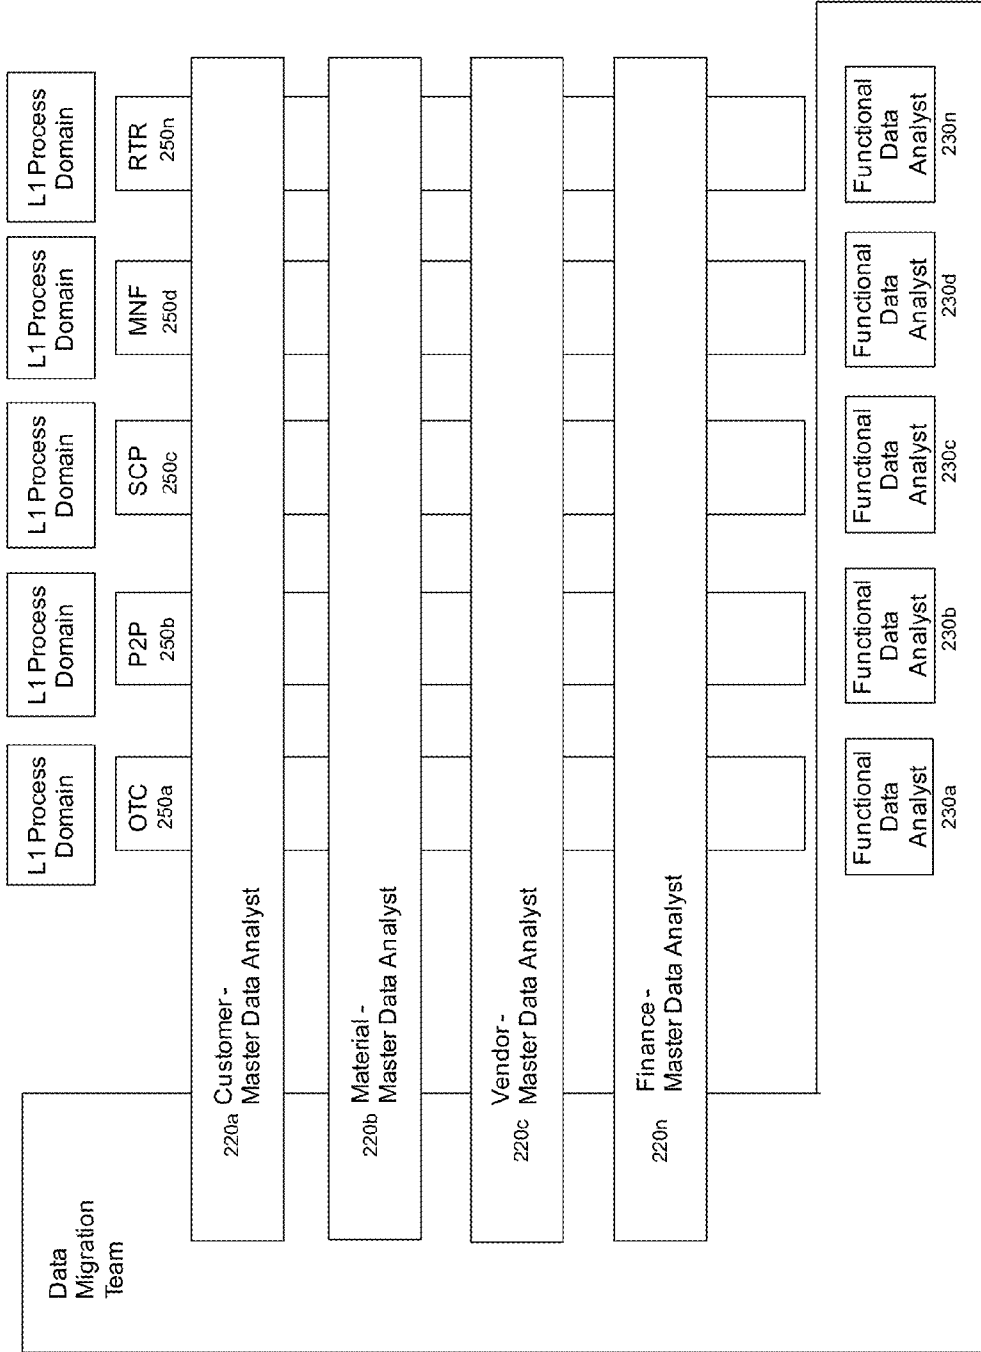 L1 Process
Domain
L1 Process
Domain
L1 Process
Domain
L1 Process
Domain
L1 Process
Domain
OTC
250a
P2P
250b
SCP
250c
MNF
250d
RTR
250n
Data
Migration
Team
220a
Customer -
Master Data Analyst
220b
Material -
Master Data Analyst
220c
Vendor -
Master Data Analyst
220n
Finance -
Master Data Analyst
Functional
Data
Analyst
230a
Functional
Data
Analyst
230b
Functional
Data
Analyst
230c
Functional
Data
Analyst
230d
Functional
Data
Analyst
230n